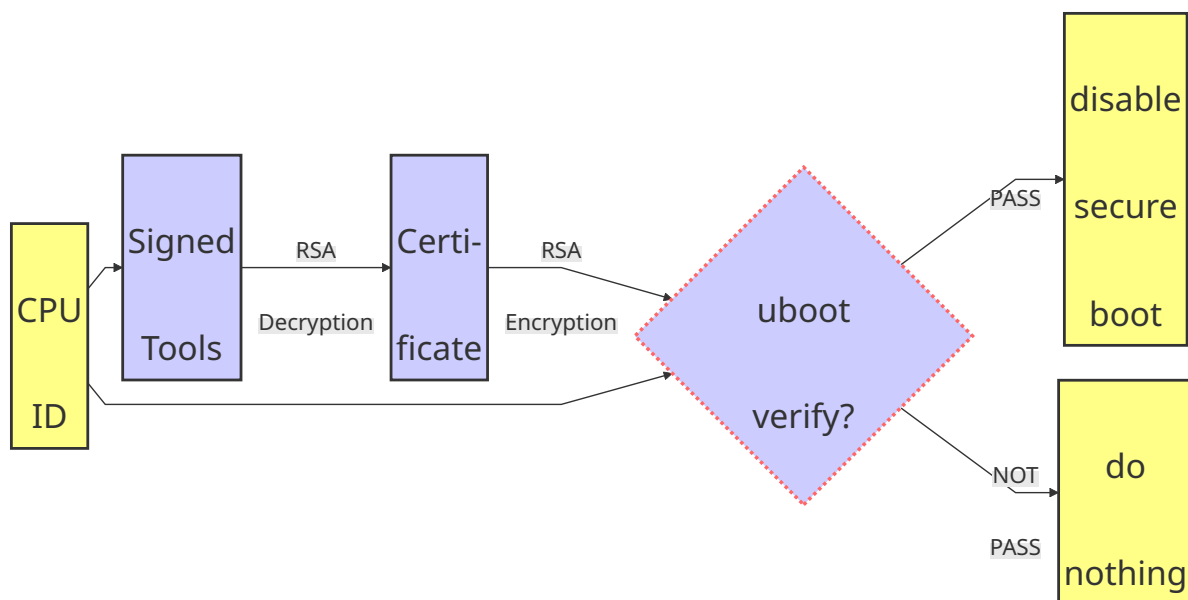 CPU
ID
Signed
Tools
RSA
Decryption
Certi-
ficate
RSA
Encryption
uboot
verify?
PASS
disable
secure
boot
NOT
PASS
do
nothing